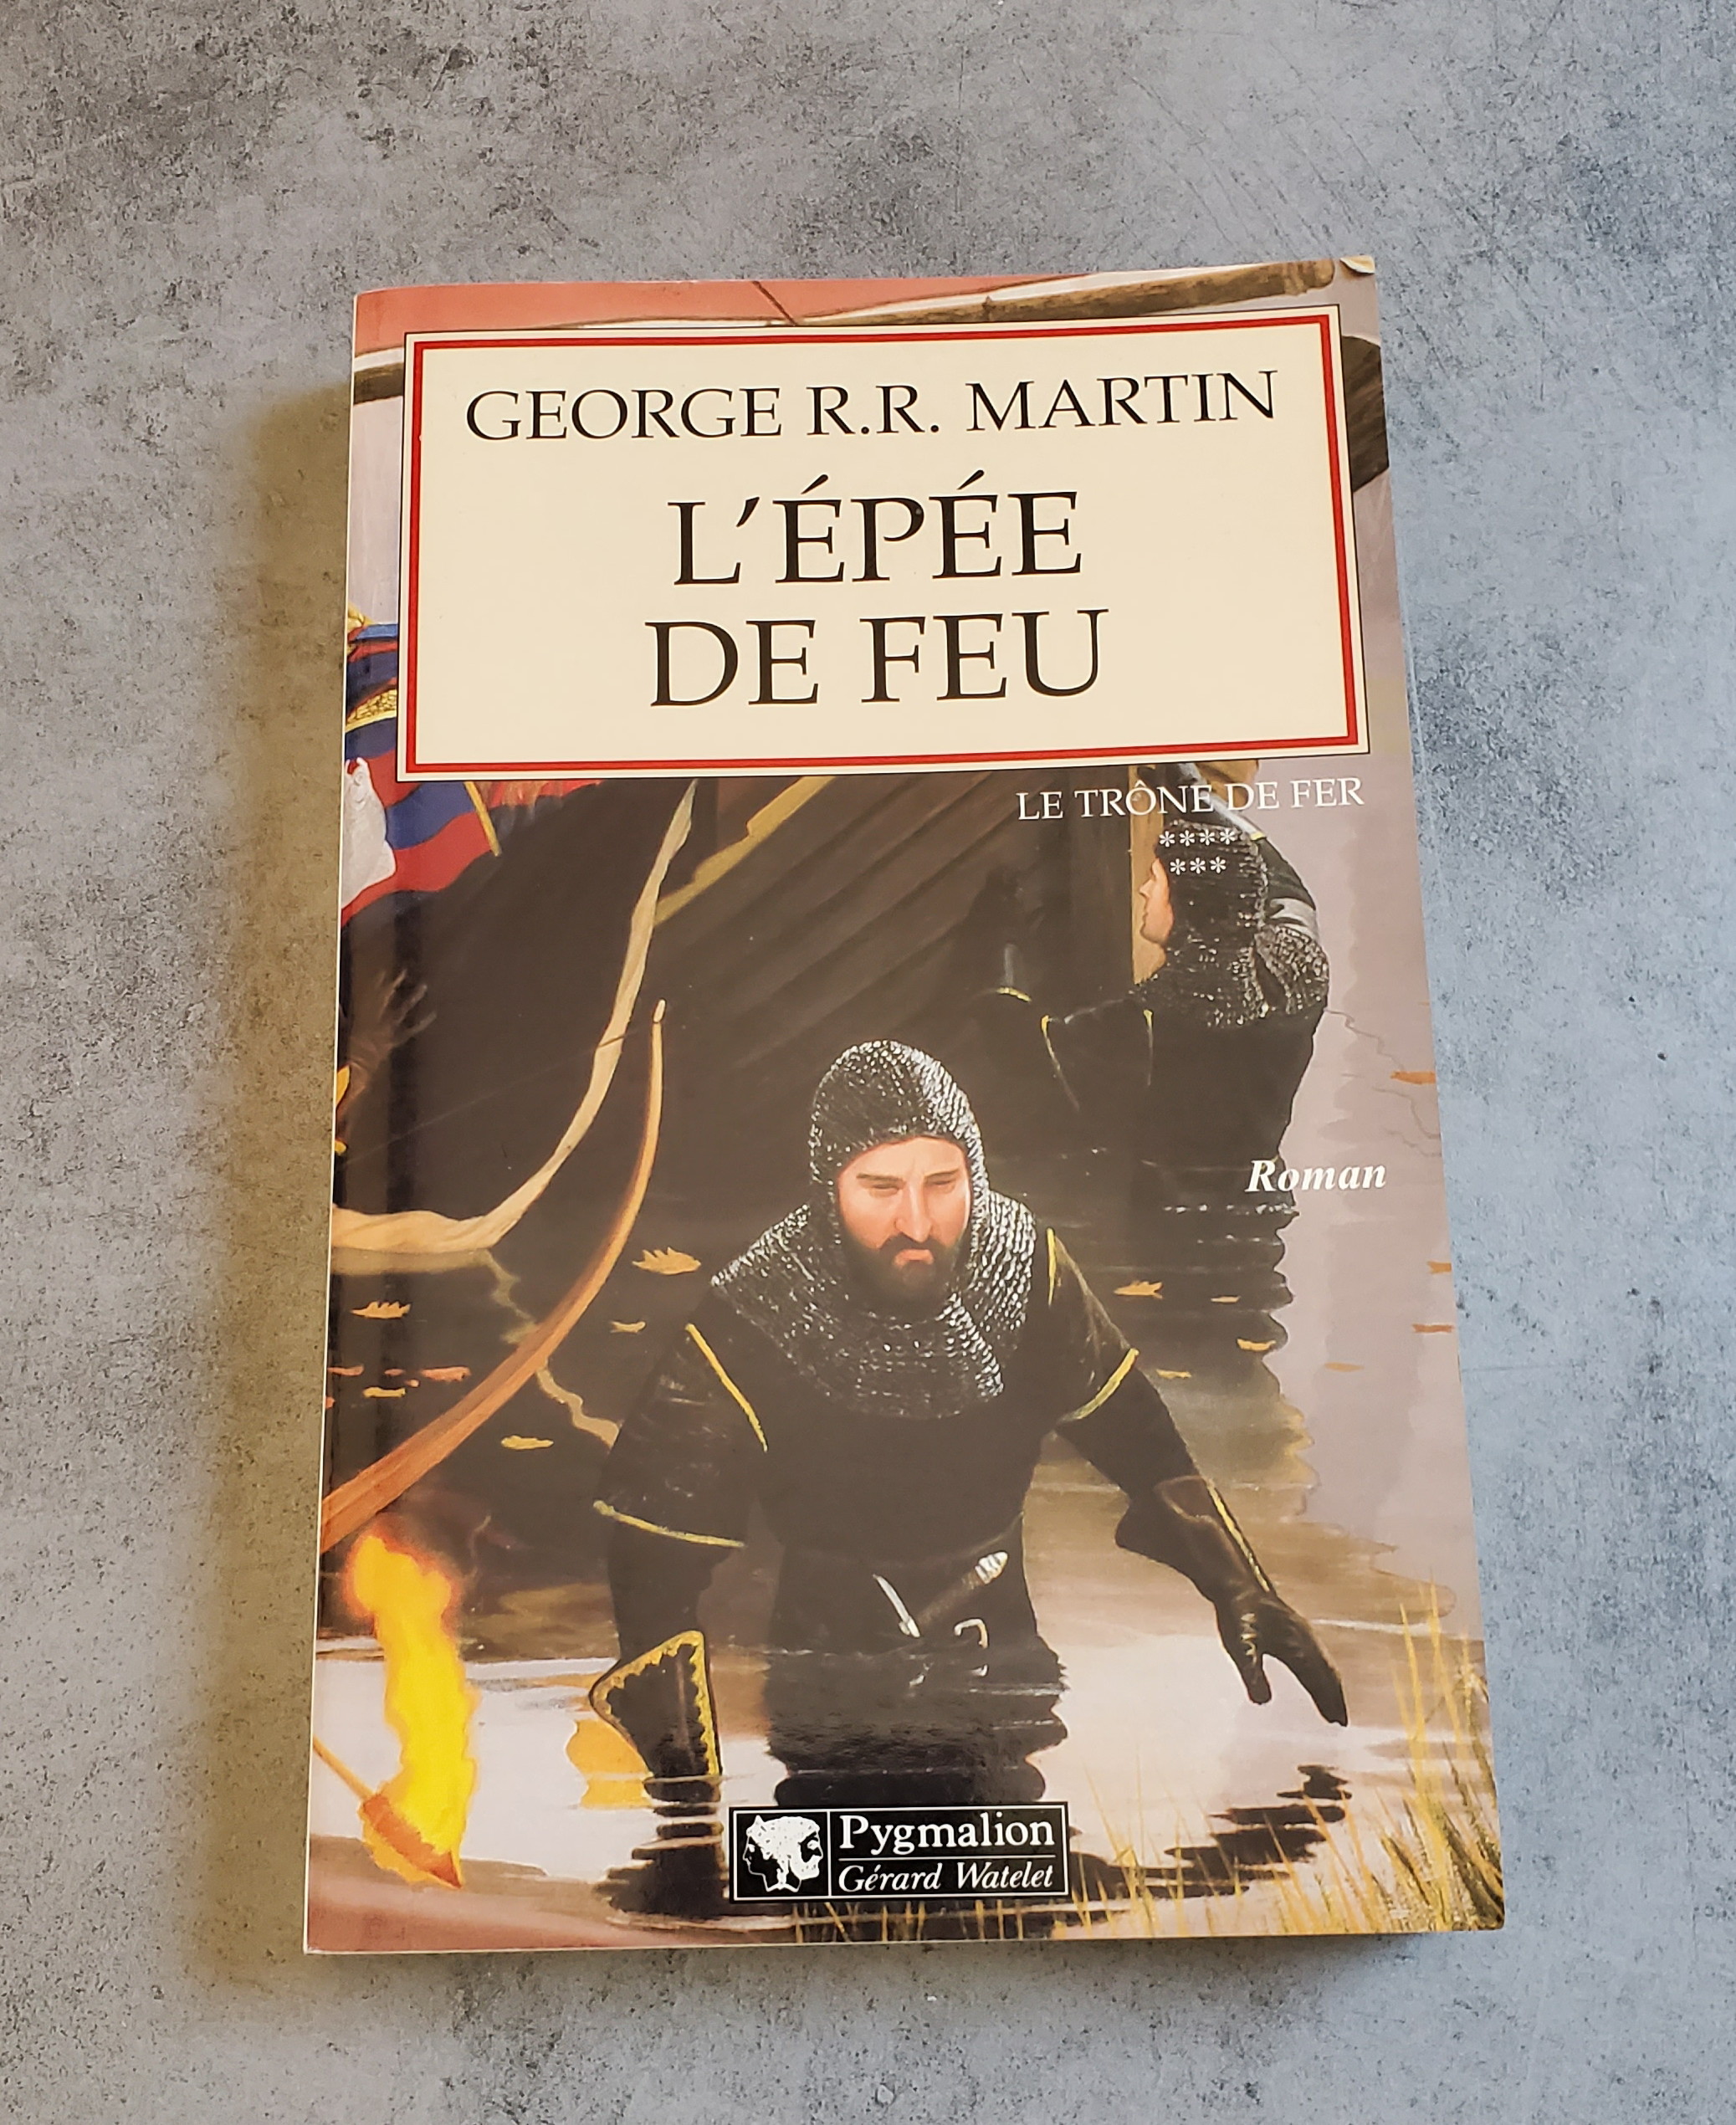 GEORGE R.R. MARTIN
L'ÉPÉE
DE FEU
LE TRÔNE DE FER
****
***
Roman
Pygmalion
Gérard Watelet